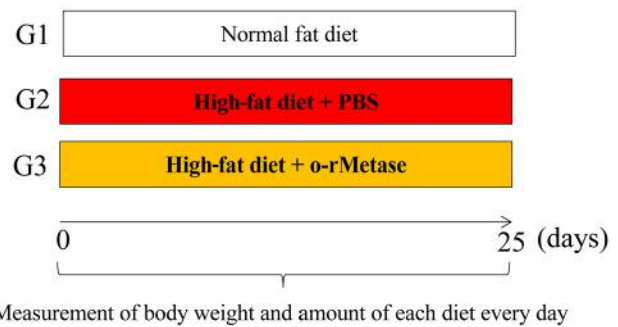 G1 Normal fat diet
G2 High-fat diet + PBS
G3 High-fat diet + o-rMetase
0 25 (days)
Measurement of body weight and amount of each diet every day